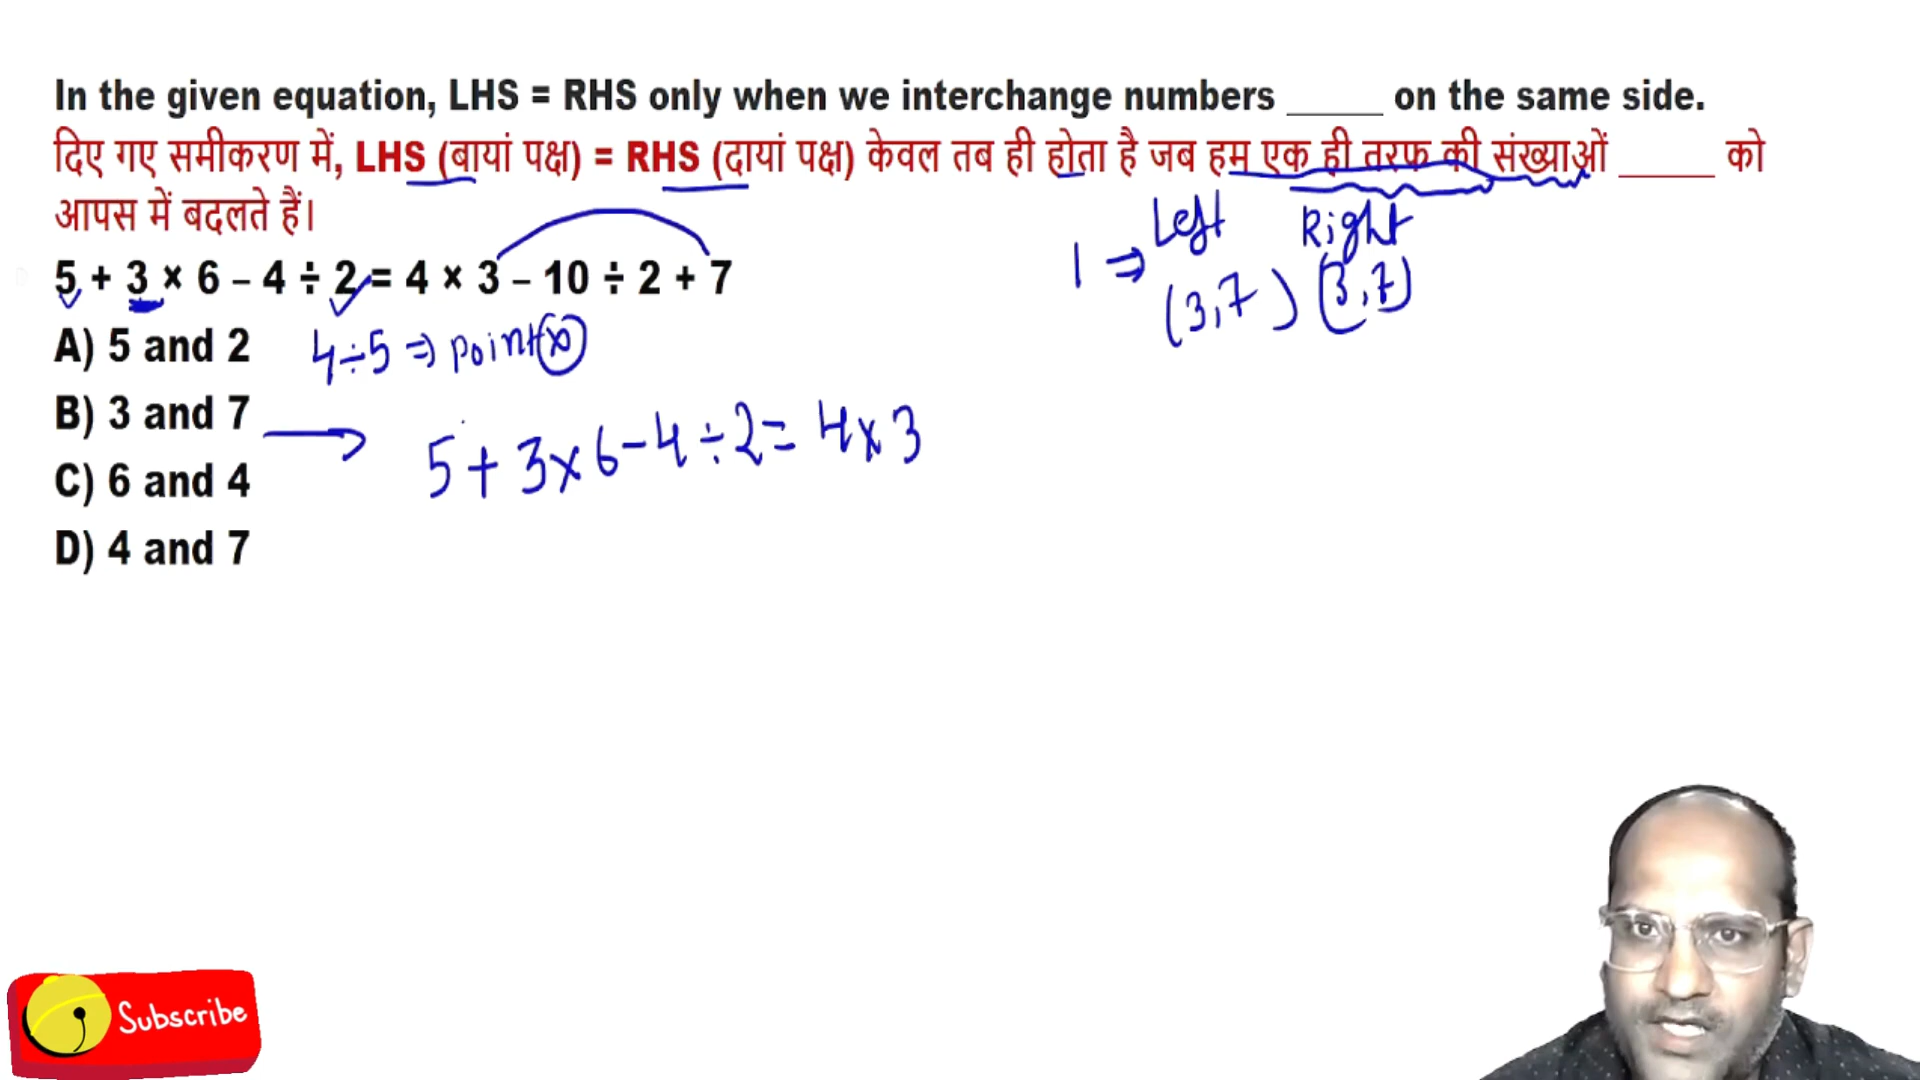 In the given equation, LHS = RHS only when we interchange numbers _____ on the same side.
दिए गए समीकरण में, LHS (बायां पक्ष) = RHS (दायां पक्ष) केवल तब ही होता है जब हम एक ही तरफ की संख्याओं _____ को
आपस में बदलते हैं।
Left Right
5 + 3 × 6 – 4 ÷ 2 = 4 × 3 – 10 ÷ 2 + 7
1 ⇒ (3,7) (3,7)
A) 5 and 2
4÷5 ⇒ point
B) 3 and 7
5+3×6-4÷2=4×3
C) 6 and 4
D) 4 and 7
Subscribe